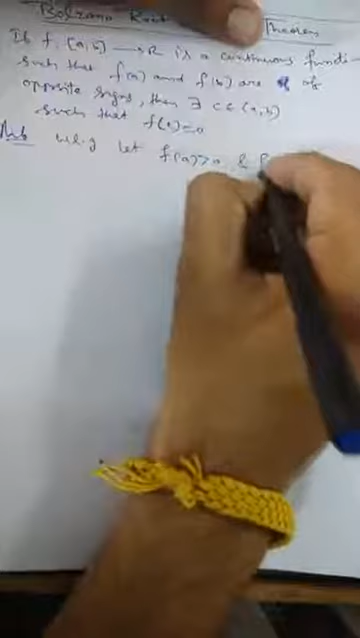 Bolzano Root Theorem
If f: [a,b] → R is a continuous functi-
such that f(a) and f(b) are of
opposite signs, then ∃ c ∈ (a,b)
such that f(c)=0
w.l.g let f(a)>0 & f